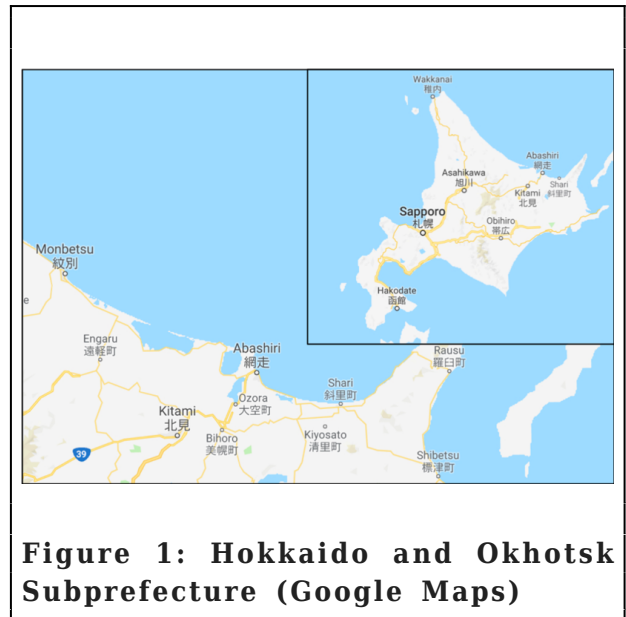 Wakkanai
稚内
Abashiri
網走
Asahikawa
旭川
Shari
斜里町
Kitami
北見
Sapporo
札幌
Obihiro
帯広
Hakodate
函館
Monbetsu
紋別
e
Engaru
遠軽町
Abashiri
網走
Rausu
羅臼町
Shari
斜里町
Ozora
大空町
Kitami
北見
Bihoro
美幌町
Kiyosato
清里町
39
Shibetsu
標津町
Figure 1: Hokkaido and Okhotsk
Subprefecture (Google Maps)